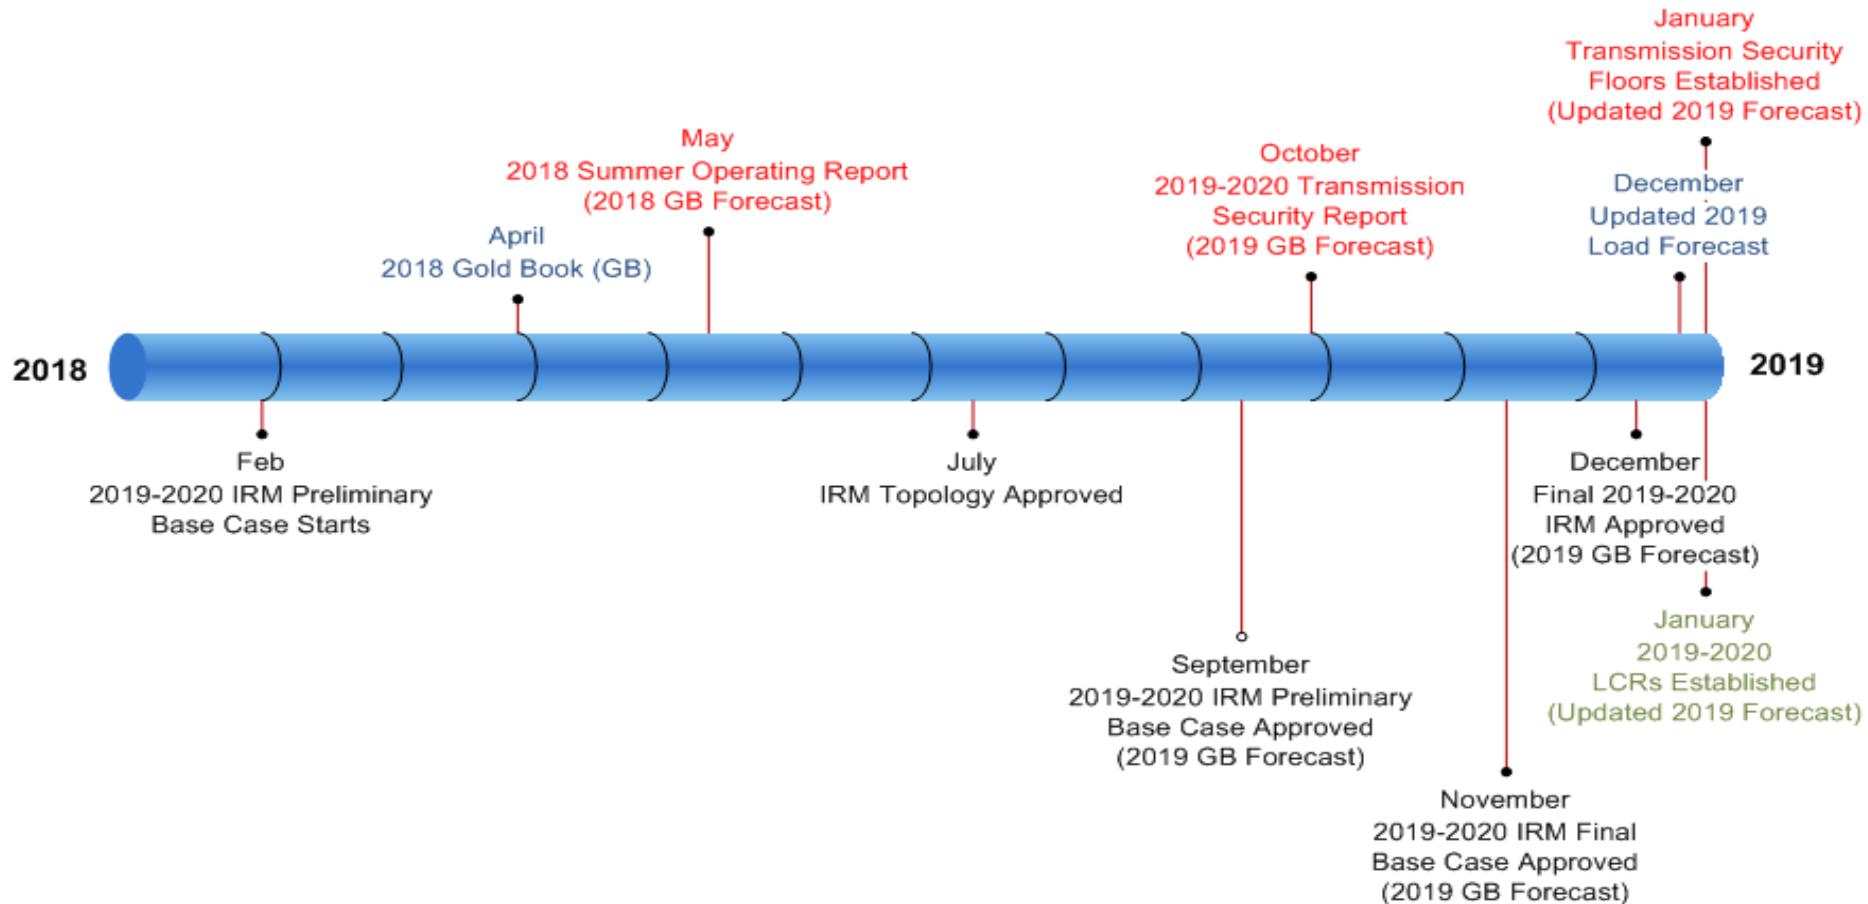 January
Transmission Security
Floors Established
(Updated 2019 Forecast)
May
2018 Summer Operating Report
(2018 GB Forecast)
October
2019-2020 Transmission
Security Report
(2019 GB Forecast)
December
Updated 2019
Load Forecast
April
2018 Gold Book (GB)
2018
2019
Feb
2019-2020 IRM Preliminary
Base Case Starts
July
IRM Topology Approved
December
Final 2019-2020
IRM Approved
(2019 GB Forecast)
January
2019-2020
LCRs Established
(Updated 2019 Forecast)
September
2019-2020 IRM Preliminary
Base Case Approved
(2019 GB Forecast)
November
2019-2020 IRM Final
Base Case Approved
(2019 GB Forecast)